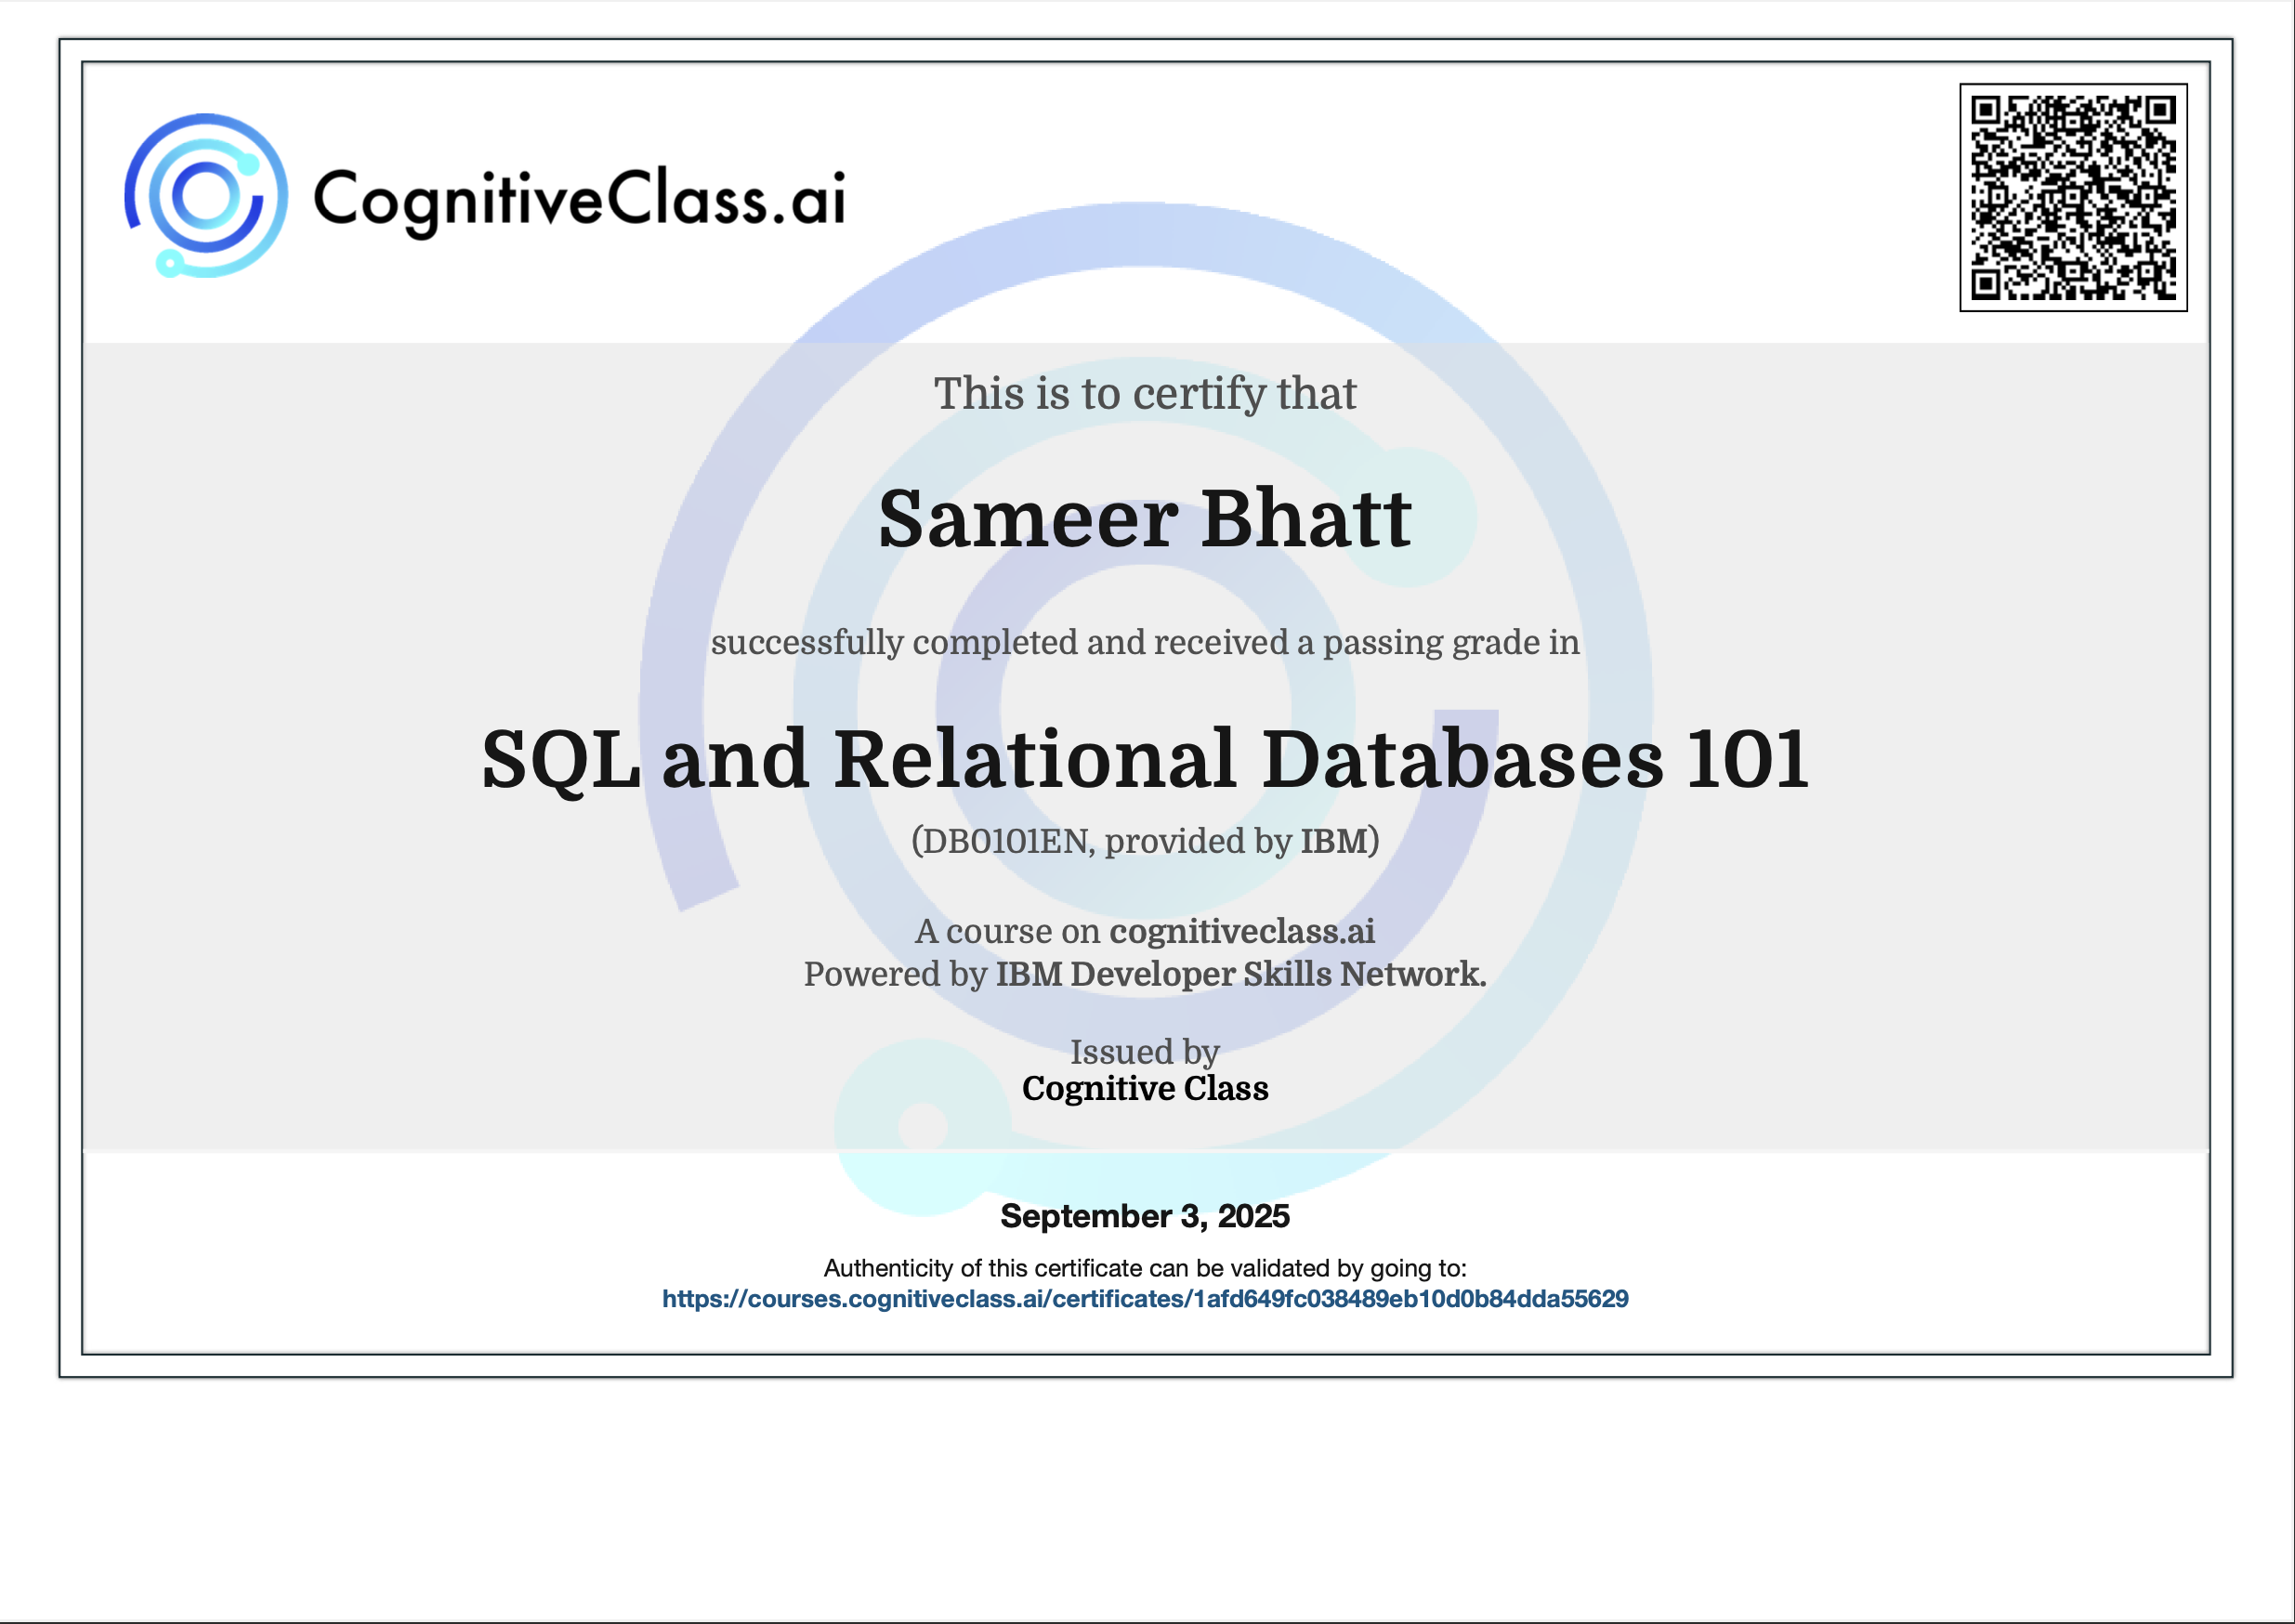 CognitiveClass.ai
This is to certify that
Sameer Bhatt
successfully completed and received a passing grade in
SQL and Relational Databases 101
(DB0101EN, provided by IBM)
A course on cognitiveclass.ai
Powered by IBM Developer Skills Network.
Issued by
Cognitive Class
September 3, 2025
Authenticity of this certificate can be validated by going to:
https://courses.cognitiveclass.ai/certificates/1afd649fc038489eb10d0b84dda55629